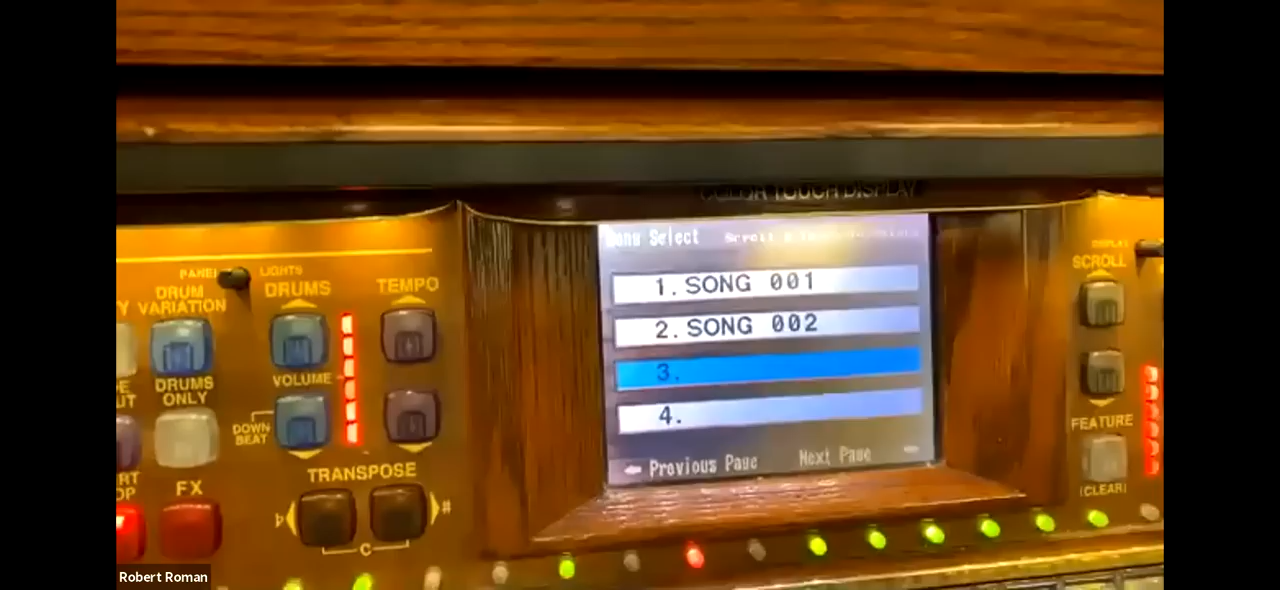 COLOR TOUCH DISPLAY
Menu Select
1. SONG 001
2. SONG 002
3.
4.
Previous Page Next Page
PANEL LIGHTS
DRUM
VARIATION
DRUMS
TEMPO
VOLUME
DRUMS
ONLY
DOWN
BEAT
TRANSPOSE
FX
♭
#
C
DISPLAY
SCROLL
FEATURE
(CLEAR)
Robert Roman